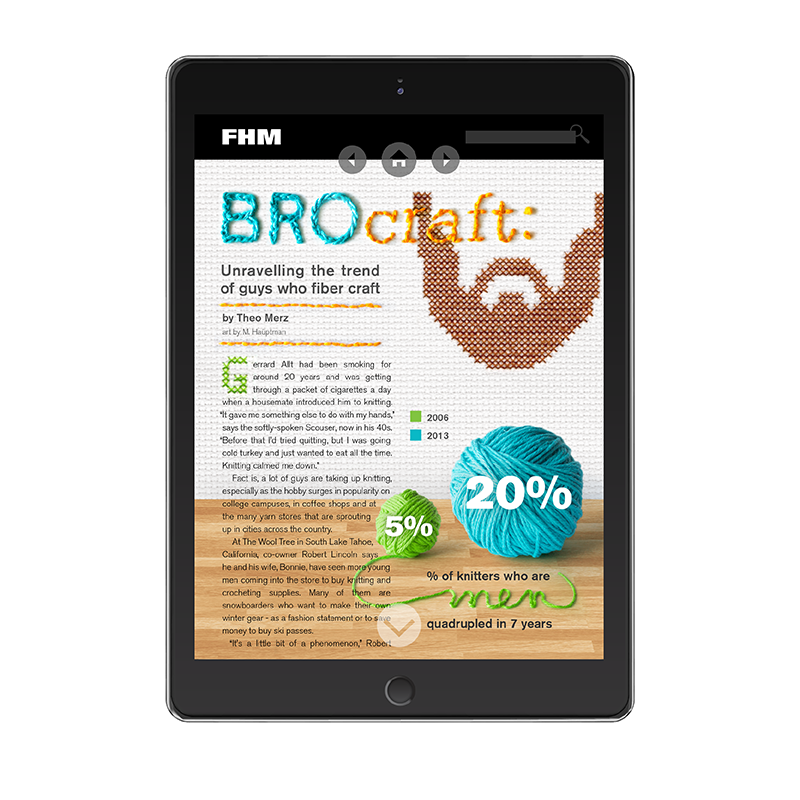 FHM
BROcraft:
Unravelling the trend
of guys who fiber craft
by Theo Merz
art by M. Hauptman
Gerrard Allt had been smoking for
around 20 years and was getting
through a packet of cigarettes a day
when a housemate introduced him to knitting.
"It gave me something else to do with my hands,"
says the softly-spoken Scouser, now in his 40s.
"Before that I'd tried quitting, but I was going
cold turkey and just wanted to eat all the time.
Knitting calmed me down."
Fact is, a lot of guys are taking up knitting,
especially as the hobby surges in popularity on
college campuses, in coffee shops and at
the many yarn stores that are sprouting
up in cities across the country.
At The Wool Tree in South Lake Tahoe,
California, co-owner Robert Lincoln says
he and his wife, Bonnie, have seen more young
men coming into the store to buy knitting and
crocheting supplies. Many of them are
snowboarders who want to make their own
winter gear - as a fashion statement or to save
money to buy ski passes.
"It's a little bit of a phenomenon," Robert
2006
2013
20%
5%
% of knitters who are
men
quadrupled in 7 years